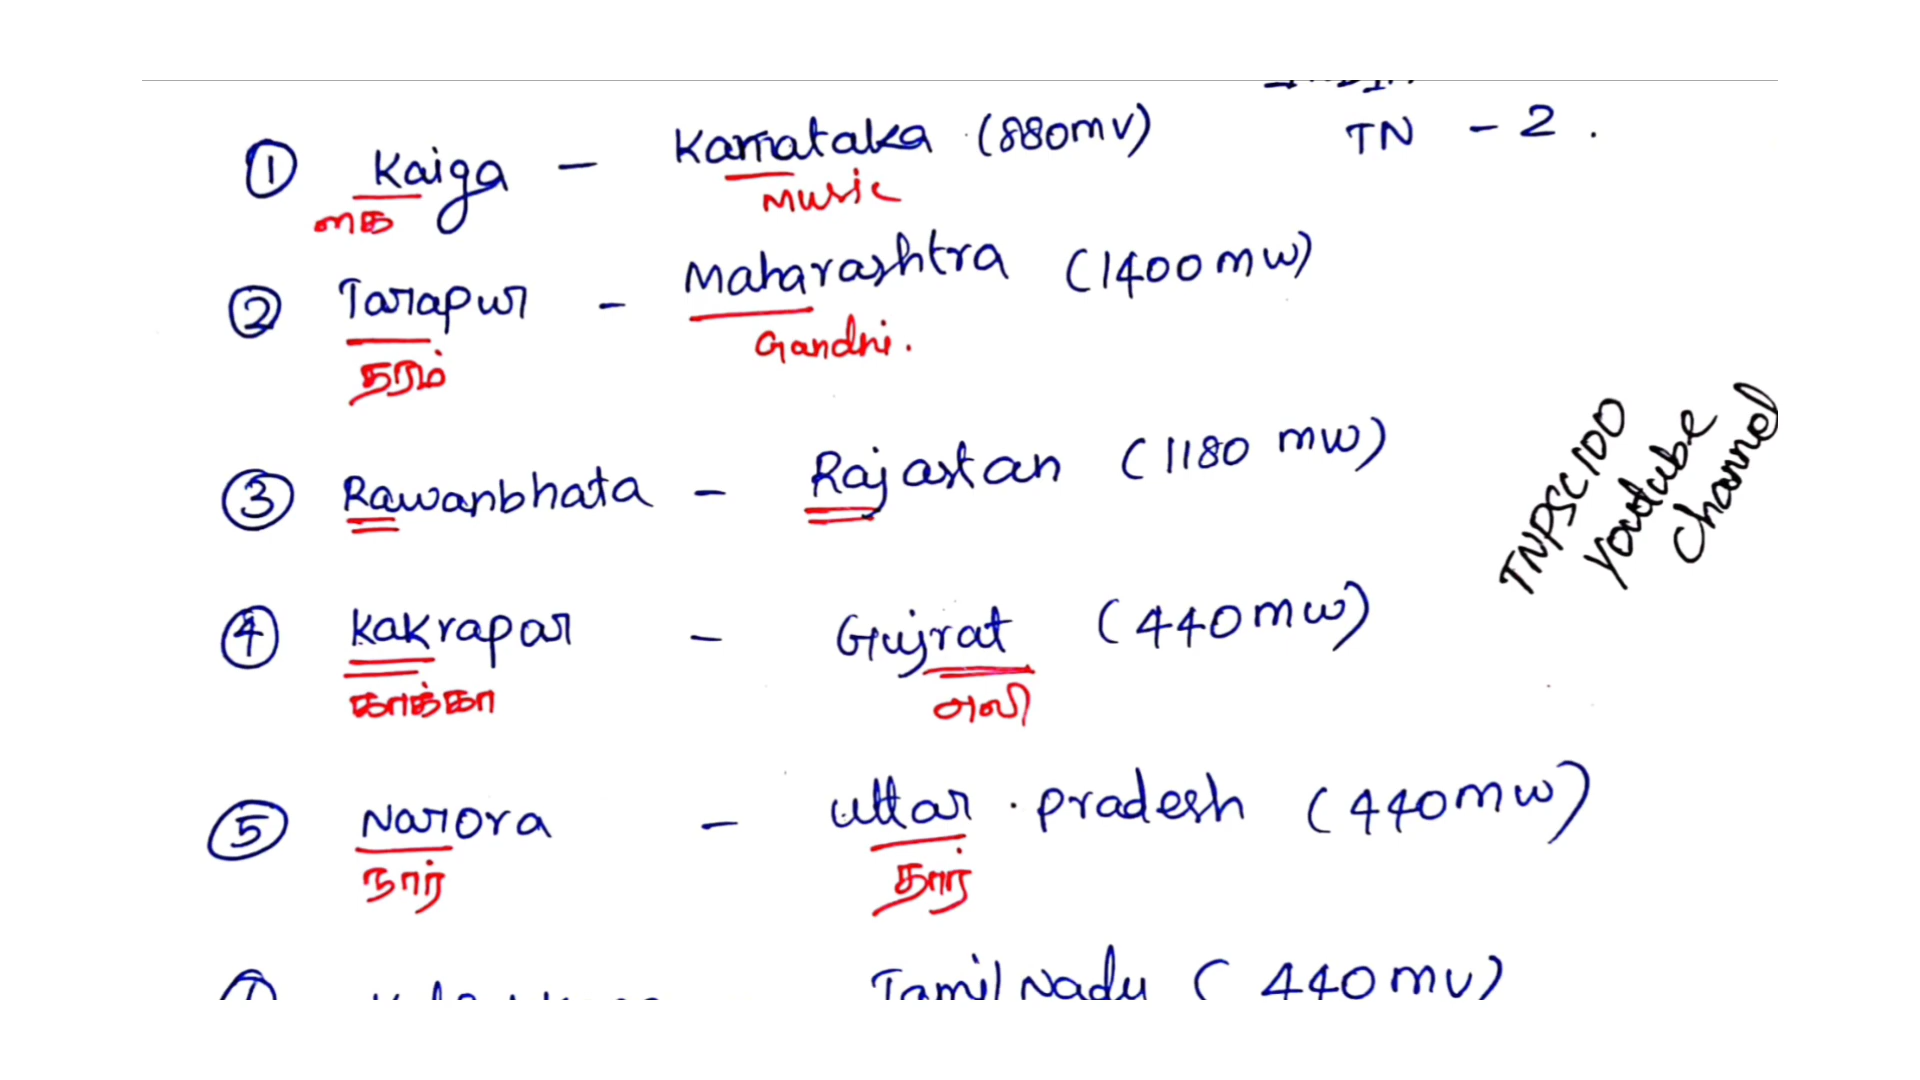 TN - 2 .
① Kaiga - Karnataka (880mv)
கை Music
② Tarapur - Maharashtra (1400mw)
தரம் Gandhi.
③ Rawanbhata - Rajastan (1180 mw)
④ Kakrapar - Gujrat (440mw)
காக்கா அலி
⑤ Narora - Uttar . pradesh (440mw)
நார் தார்
Tamil Nadu (440mv)
TNPSC100
Youtube
Channel